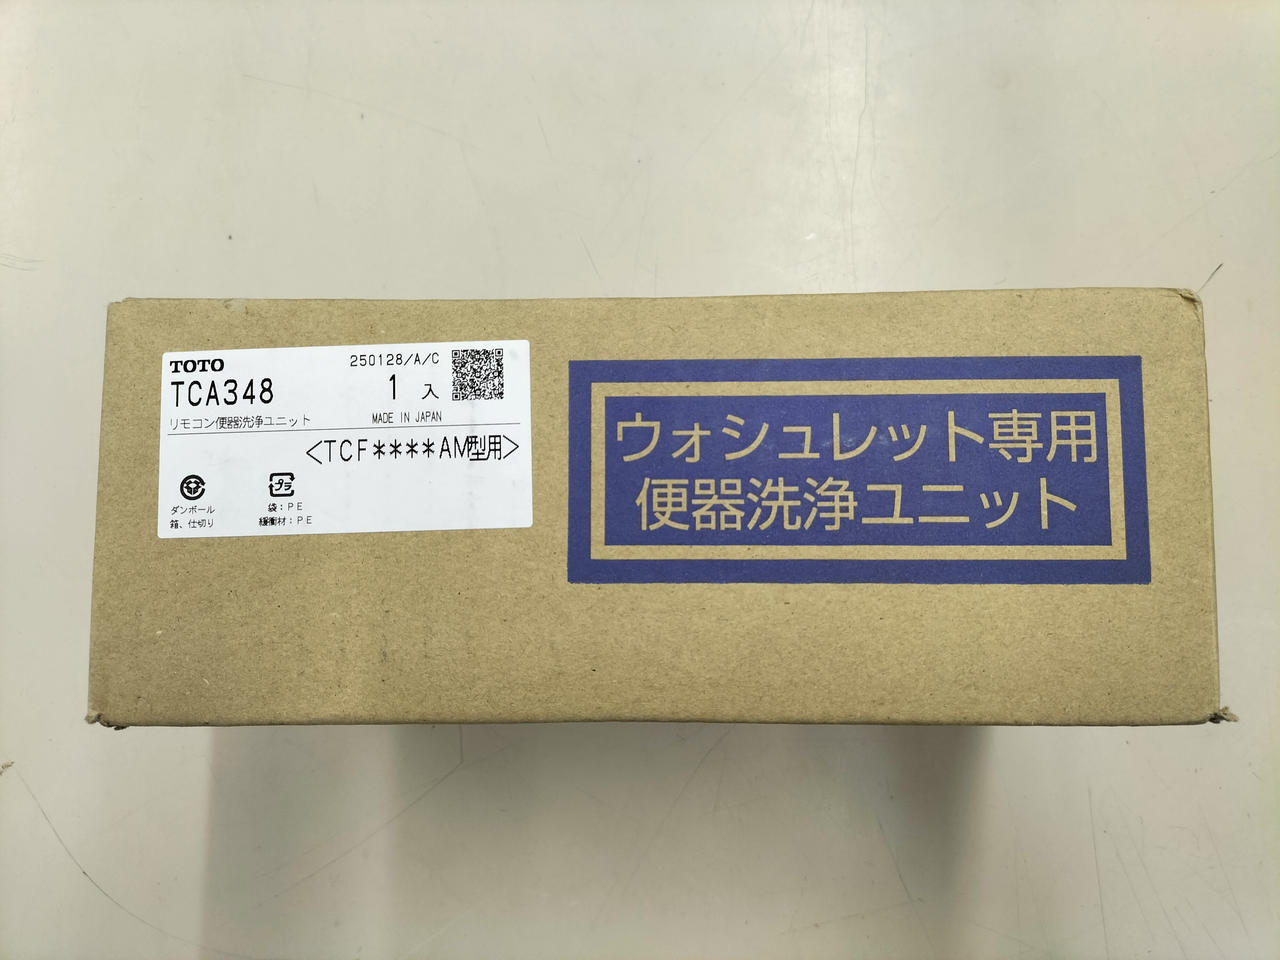 TOTO
250128/A/C
TCA348
1入
リモコン便器洗浄ユニット
MADE IN JAPAN
<TCF****AM型用>
プラ
ダンボール
箱、仕切り
袋:PE
緩衝材:PE
ウォシュレット専用
便器洗浄ユニット